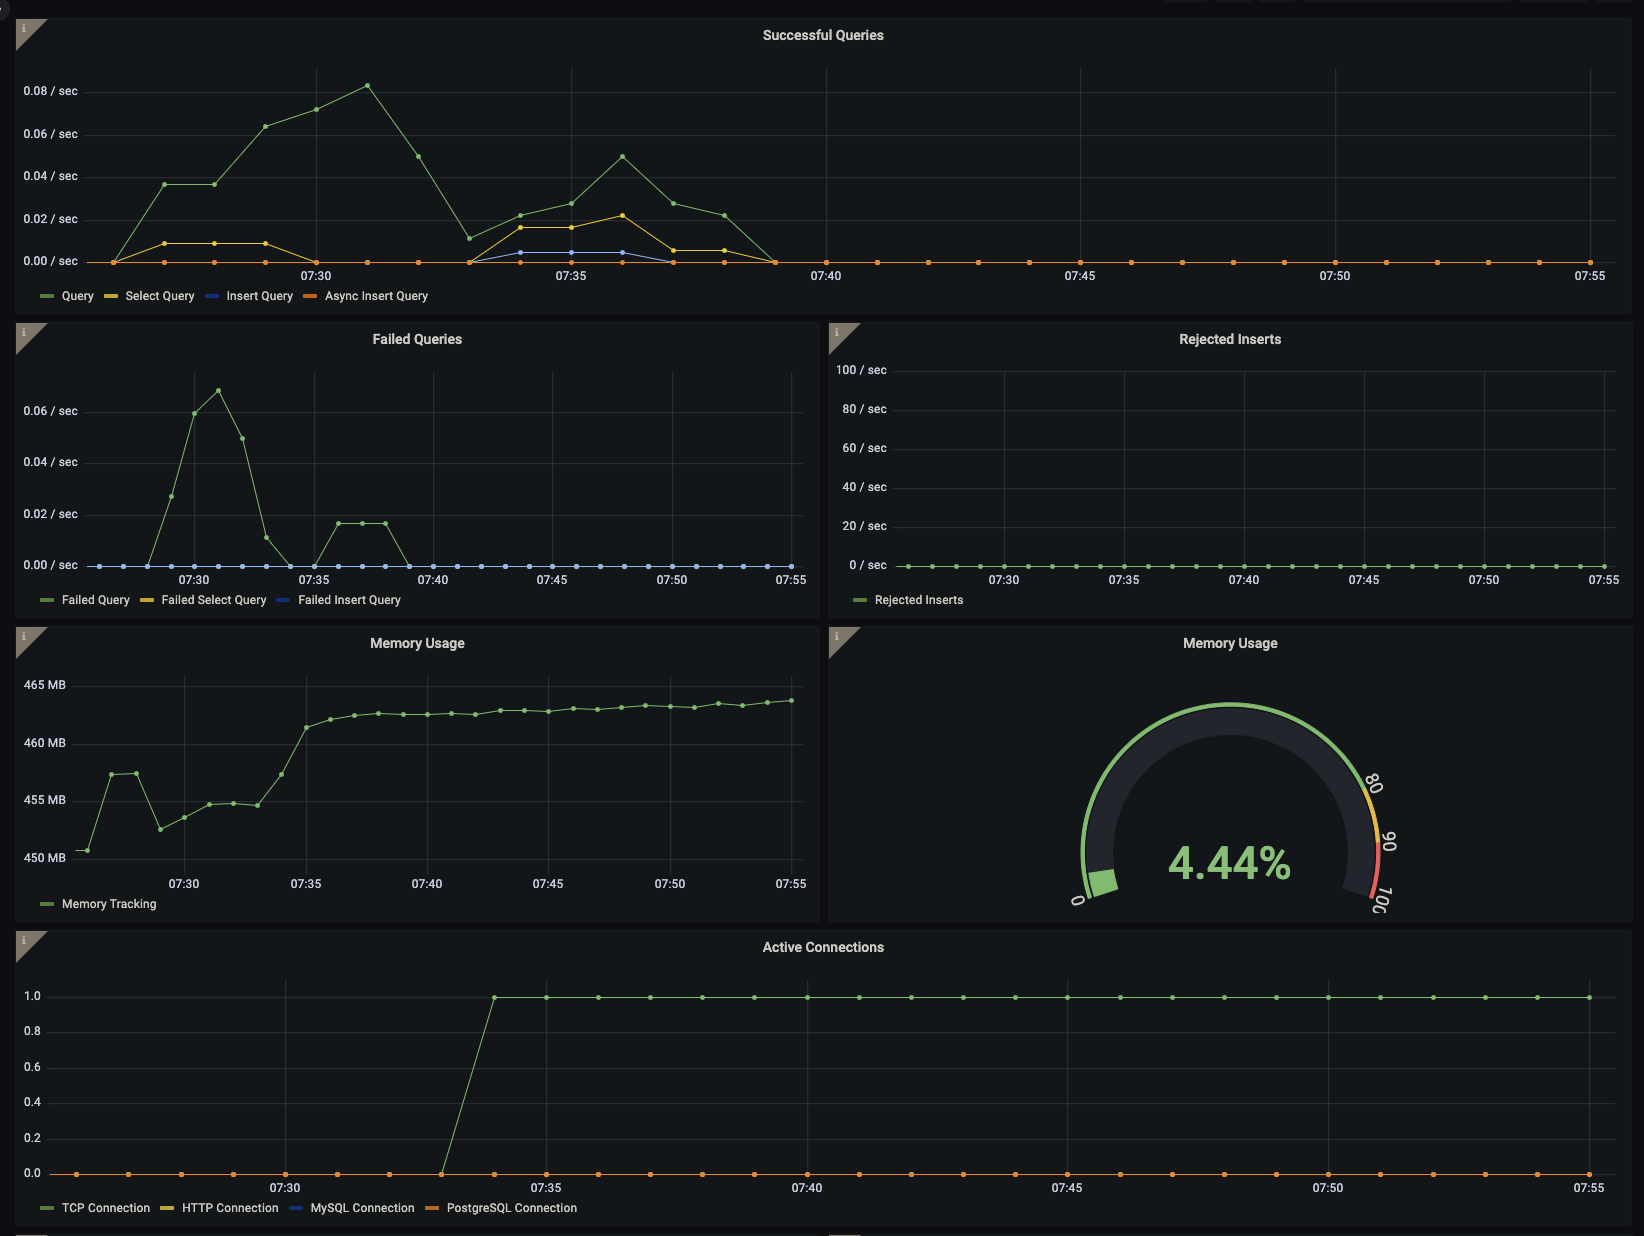 Successful Queries
0.08 / sec
0.06 / sec
0.04 / sec
0.02 / sec
0.00 / sec
07:30 07:35 07:40 07:45 07:50 07:55
Query Select Query Insert Query Async Insert Query
Failed Queries
0.06 / sec
0.04 / sec
0.02 / sec
0.00 / sec
07:30 07:35 07:40 07:45 07:50 07:55
Failed Query Failed Select Query Failed Insert Query
Rejected Inserts
100 / sec
80 / sec
60 / sec
40 / sec
20 / sec
0 / sec
07:30 07:35 07:40 07:45 07:50 07:55
Rejected Inserts
Memory Usage
465 MB
460 MB
455 MB
450 MB
07:30 07:35 07:40 07:45 07:50 07:55
Memory Tracking
Memory Usage
80
90
4.44%
0
100
Active Connections
1.0
0.8
0.6
0.4
0.2
0.0
07:30 07:35 07:40 07:45 07:50 07:55
TCP Connection HTTP Connection MySQL Connection PostgreSQL Connection